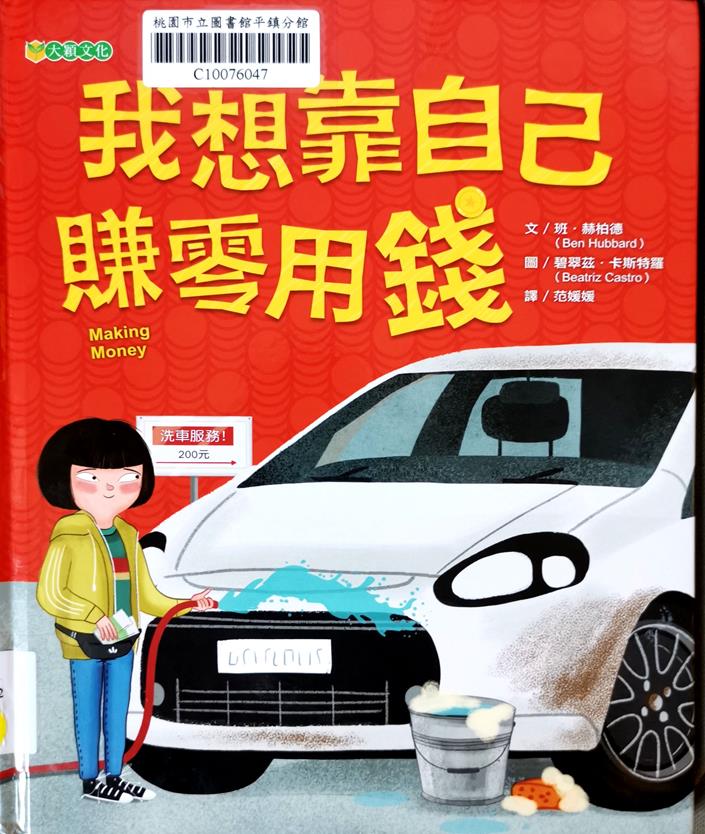 桃園市立圖書館平鎮分館
C10076047
大穎文化
我想靠自己
賺零用錢
Making
Money
文／班‧赫柏德
（Ben Hubbard）
圖／碧翠茲‧卡斯特羅
（Beatriz Castro）
譯／范媛媛
洗車服務！
200元